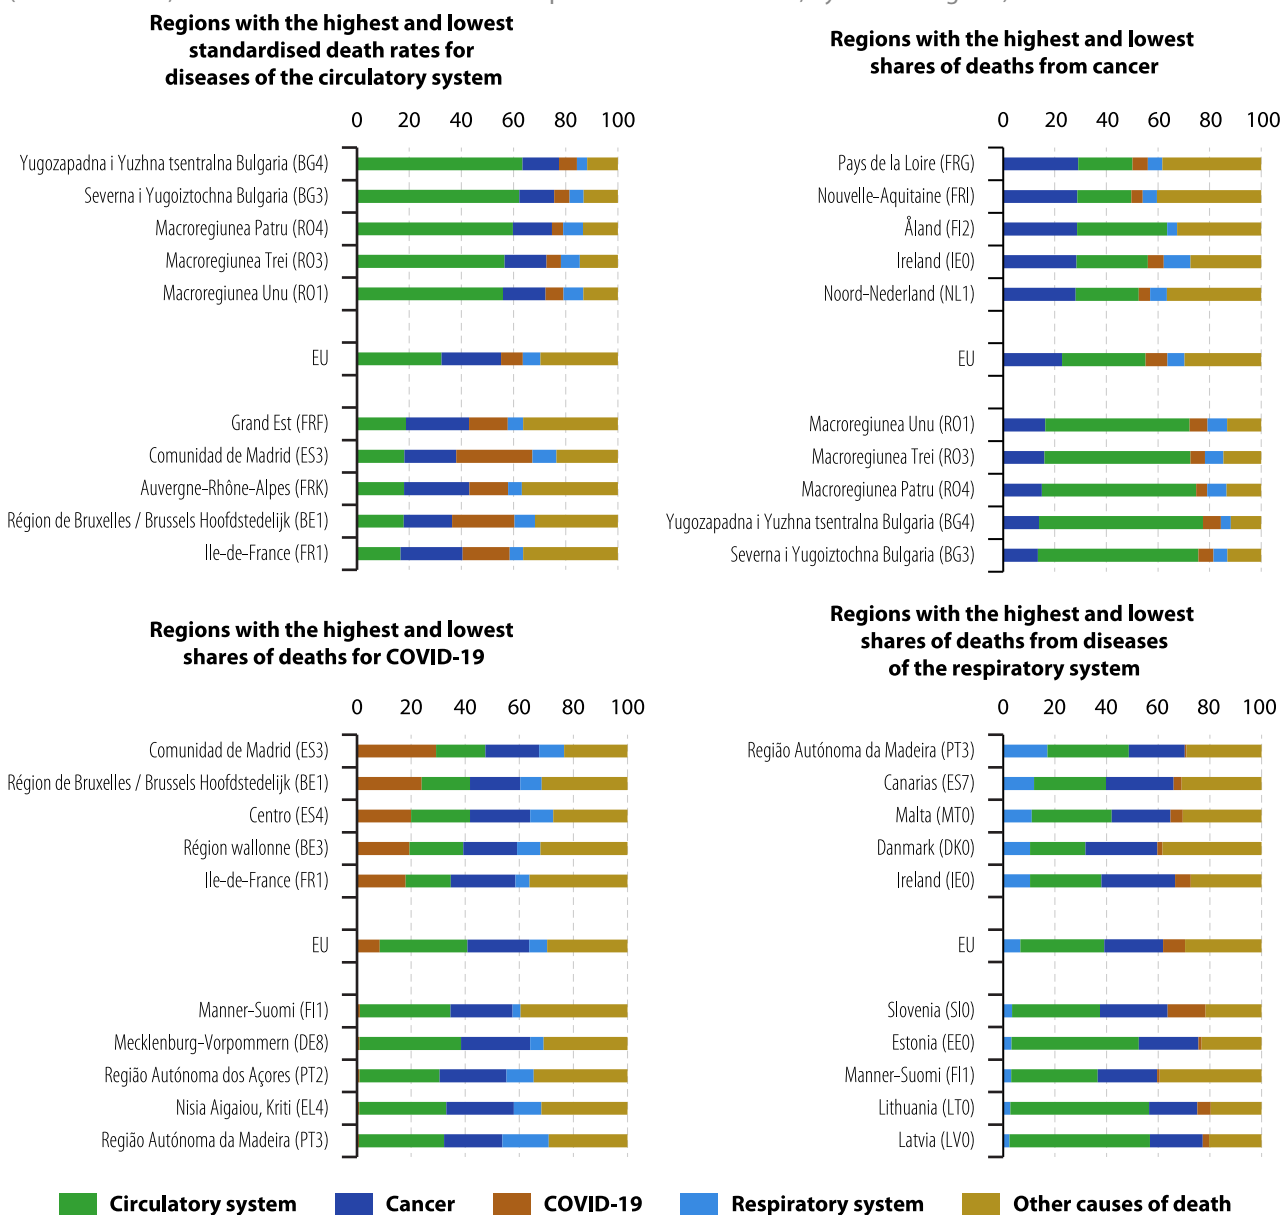 Regions with the highest and lowest
standardised death rates for
diseases of the circulatory system
0 20 40 60 80 100
Yugozapadna i Yuzhna tsentralna Bulgaria (BG4)
Severna i Yugoiztochna Bulgaria (BG3)
Macroregiunea Patru (RO4)
Macroregiunea Trei (RO3)
Macroregiunea Unu (RO1)
EU
Grand Est (FRF)
Comunidad de Madrid (ES3)
Auvergne-Rhône-Alpes (FRK)
Région de Bruxelles / Brussels Hoofdstedelijk (BE1)
Ile-de-France (FR1)
Regions with the highest and lowest
shares of deaths from cancer
0 20 40 60 80 100
Pays de la Loire (FRG)
Nouvelle-Aquitaine (FRI)
Åland (FI2)
Ireland (IE0)
Noord-Nederland (NL1)
EU
Macroregiunea Unu (RO1)
Macroregiunea Trei (RO3)
Macroregiunea Patru (RO4)
Yugozapadna i Yuzhna tsentralna Bulgaria (BG4)
Severna i Yugoiztochna Bulgaria (BG3)
Regions with the highest and lowest
shares of deaths for COVID-19
0 20 40 60 80 100
Comunidad de Madrid (ES3)
Région de Bruxelles / Brussels Hoofdstedelijk (BE1)
Centro (ES4)
Région wallonne (BE3)
Ile-de-France (FR1)
EU
Manner-Suomi (FI1)
Mecklenburg-Vorpommern (DE8)
Região Autónoma dos Açores (PT2)
Nisia Aigaiou, Kriti (EL4)
Região Autónoma da Madeira (PT3)
Regions with the highest and lowest
shares of deaths from diseases
of the respiratory system
0 20 40 60 80 100
Região Autónoma da Madeira (PT3)
Canarias (ES7)
Malta (MT0)
Danmark (DK0)
Ireland (IE0)
EU
Slovenia (SI0)
Estonia (EE0)
Manner-Suomi (FI1)
Lithuania (LT0)
Latvia (LV0)
Circulatory system Cancer COVID-19 Respiratory system Other causes of death